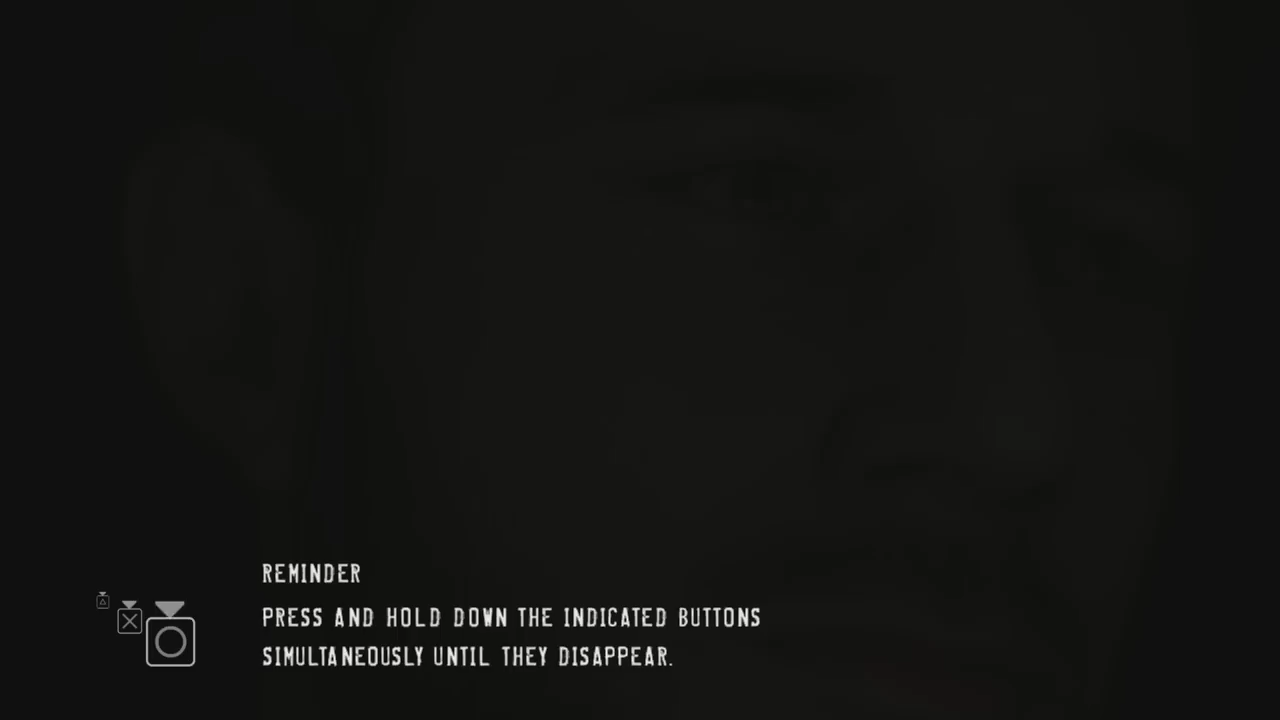 REMINDER
PRESS AND HOLD DOWN THE INDICATED BUTTONS
SIMULTANEOUSLY UNTIL THEY DISAPPEAR.